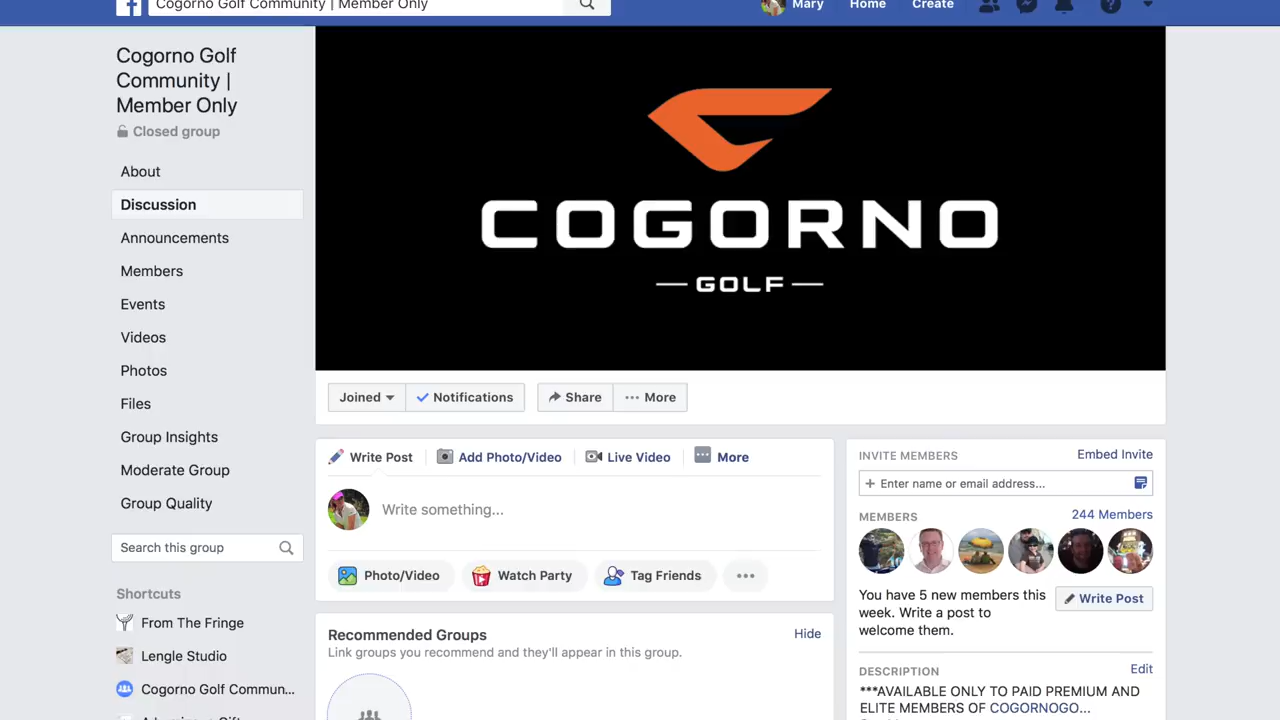 Cogorno Golf Community | Member Only
Mary
Home
Create
Cogorno Golf
Community |
Member Only
Closed group
About
Discussion
Announcements
Members
Events
Videos
Photos
Files
Group Insights
Moderate Group
Group Quality
Search this group
Shortcuts
From The Fringe
Lengle Studio
Cogorno Golf Commun...
COGORNO
GOLF
Joined
Notifications
Share
More
Write Post
Add Photo/Video
Live Video
More
Write something...
Photo/Video
Watch Party
Tag Friends
Recommended Groups
Hide
Link groups you recommend and they'll appear in this group.
INVITE MEMBERS
Embed Invite
+ Enter name or email address...
MEMBERS
244 Members
You have 5 new members this
week. Write a post to
welcome them.
Write Post
DESCRIPTION
Edit
***AVAILABLE ONLY TO PAID PREMIUM AND
ELITE MEMBERS OF COGORNOGO...